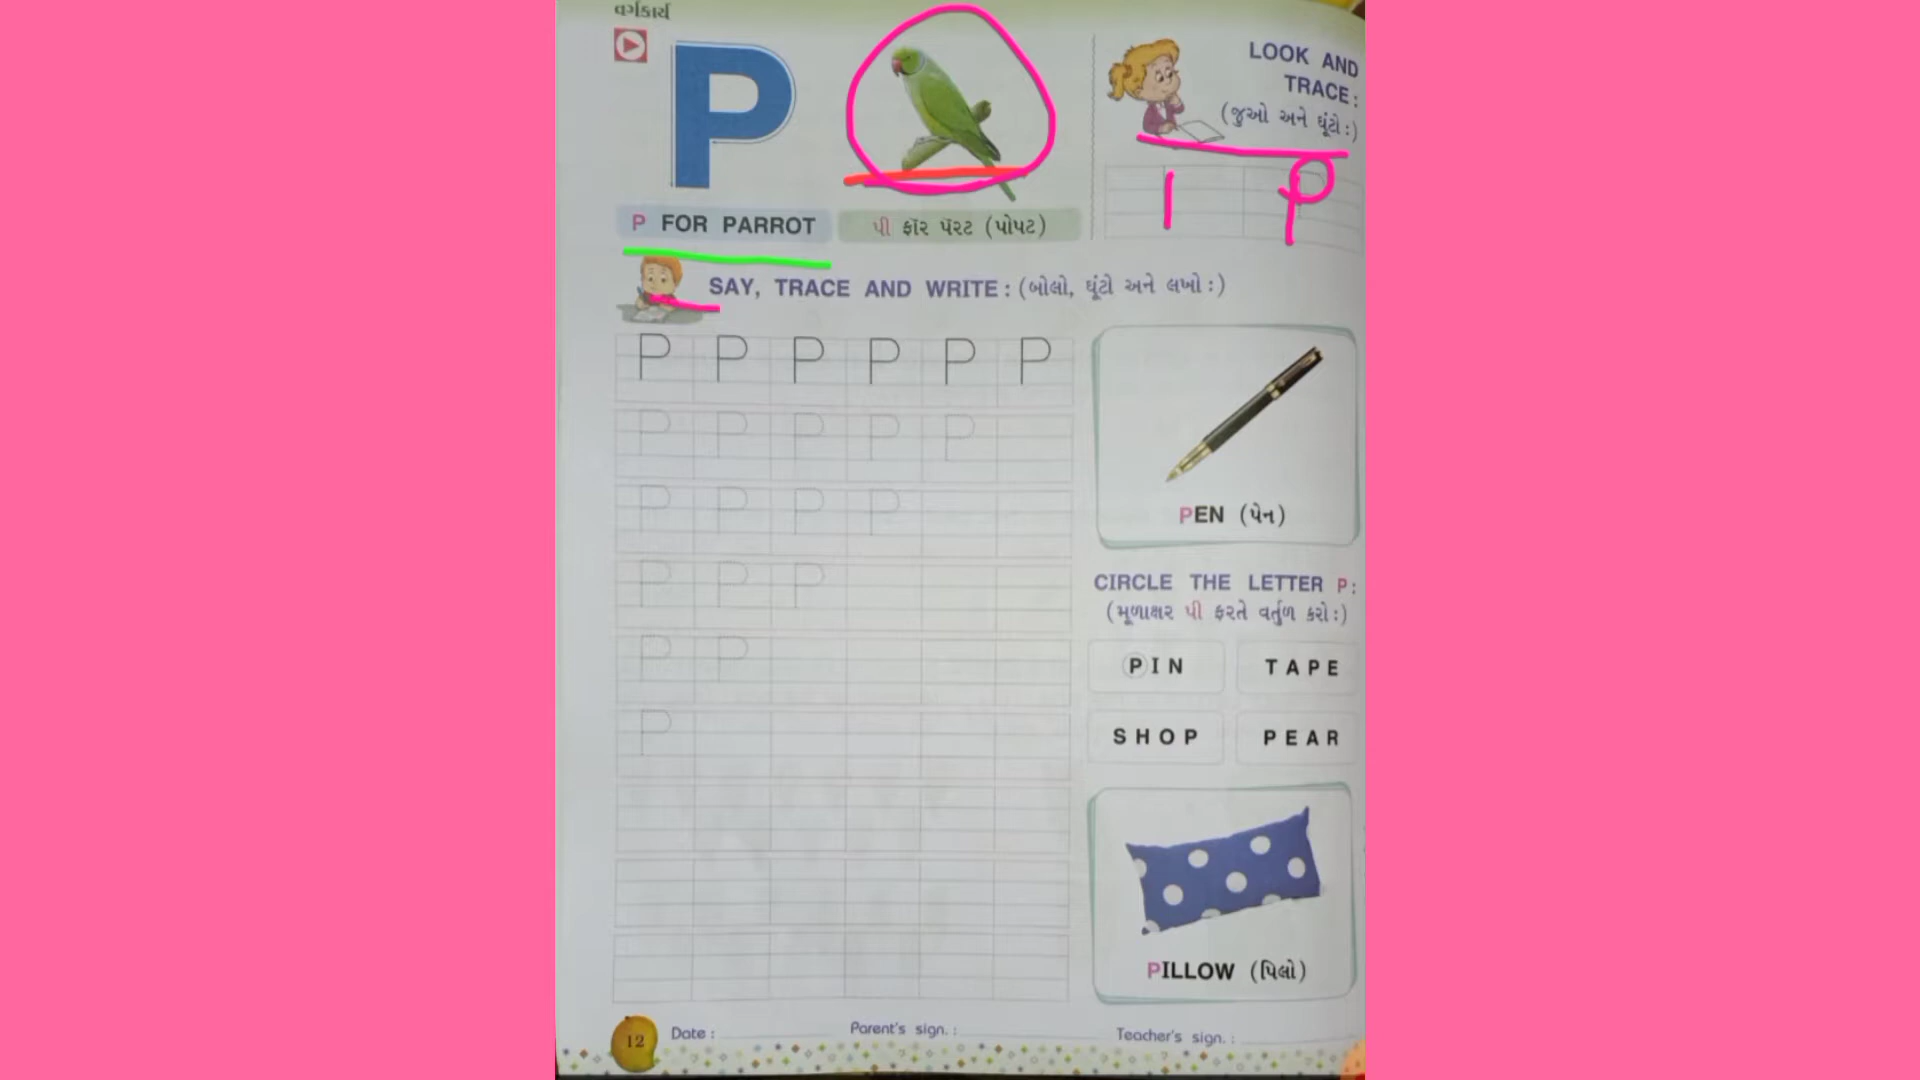 વર્ગકાર્ય
P
P FOR PARROT
પી ફૉર પૅરટ (પોપટ)
LOOK AND
TRACE:
(જુઓ અને ઘૂંટો:)
I P
SAY, TRACE AND WRITE: (બોલો, ઘૂંટો અને લખો:)
P P P P P P
P P P P P
P P P P
P P P
P P
P
PEN (પેન)
CIRCLE THE LETTER P:
(મૂળાક્ષર પી ફરતે વર્તુળ કરો:)
PIN TAPE
SHOP PEAR
PILLOW (પિલો)
12 Date: Parent's sign.: Teacher's sign.: